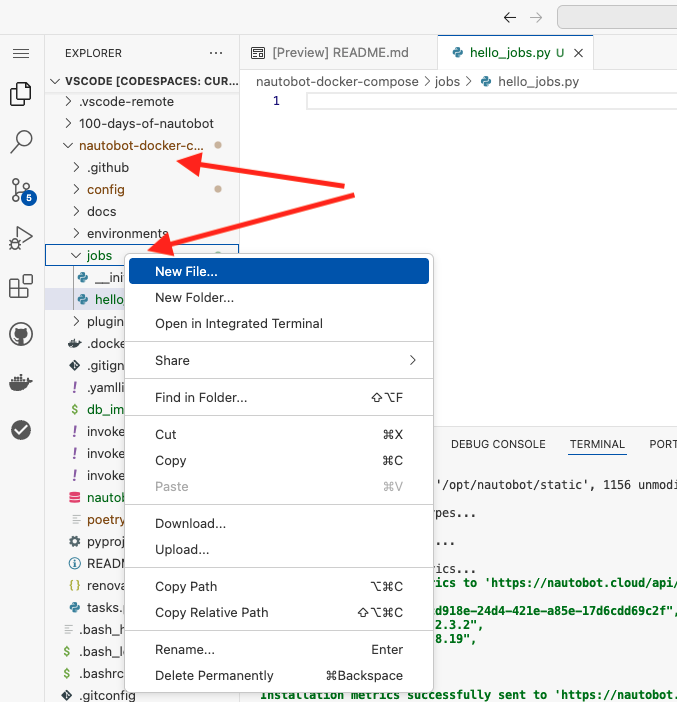 EXPLORER
[Preview] README.md
hello_jobs.py U
VSCODE [CODESPACES: CUR...
nautobot-docker-compose > jobs > hello_jobs.py
1
.vscode-remote
100-days-of-nautobot
nautobot-docker-c...
.github
config
docs
environments
5
jobs
__ini
hello_
plugin
.docke
.gitign
.yamlli
db_im
invoke
invoke
invoke
nautob
poetry
pyproj
READM
renova
tasks.
.bash_h
.bash_l
.bashrc
.gitconfig
New File...
New Folder...
Open in Integrated Terminal
Share
Find in Folder... ⇧⌥F
Cut ⌘X
Copy ⌘C
Paste ⌘V
Download...
Upload...
Copy Path ⌥⌘C
Copy Relative Path ⇧⌥⌘C
Rename... Enter
Delete Permanently ⌘Backspace
DEBUG CONSOLE
TERMINAL
PORT
'/opt/nautobot/static', 1156 unmodi
pes...
...
ics...
ics to 'https://nautobot.cloud/api/
d918e-24d4-421e-a85e-17d6cdd69c2f",
2.3.2",
8.19",
Installation metrics successfully sent to 'https://nautobot.